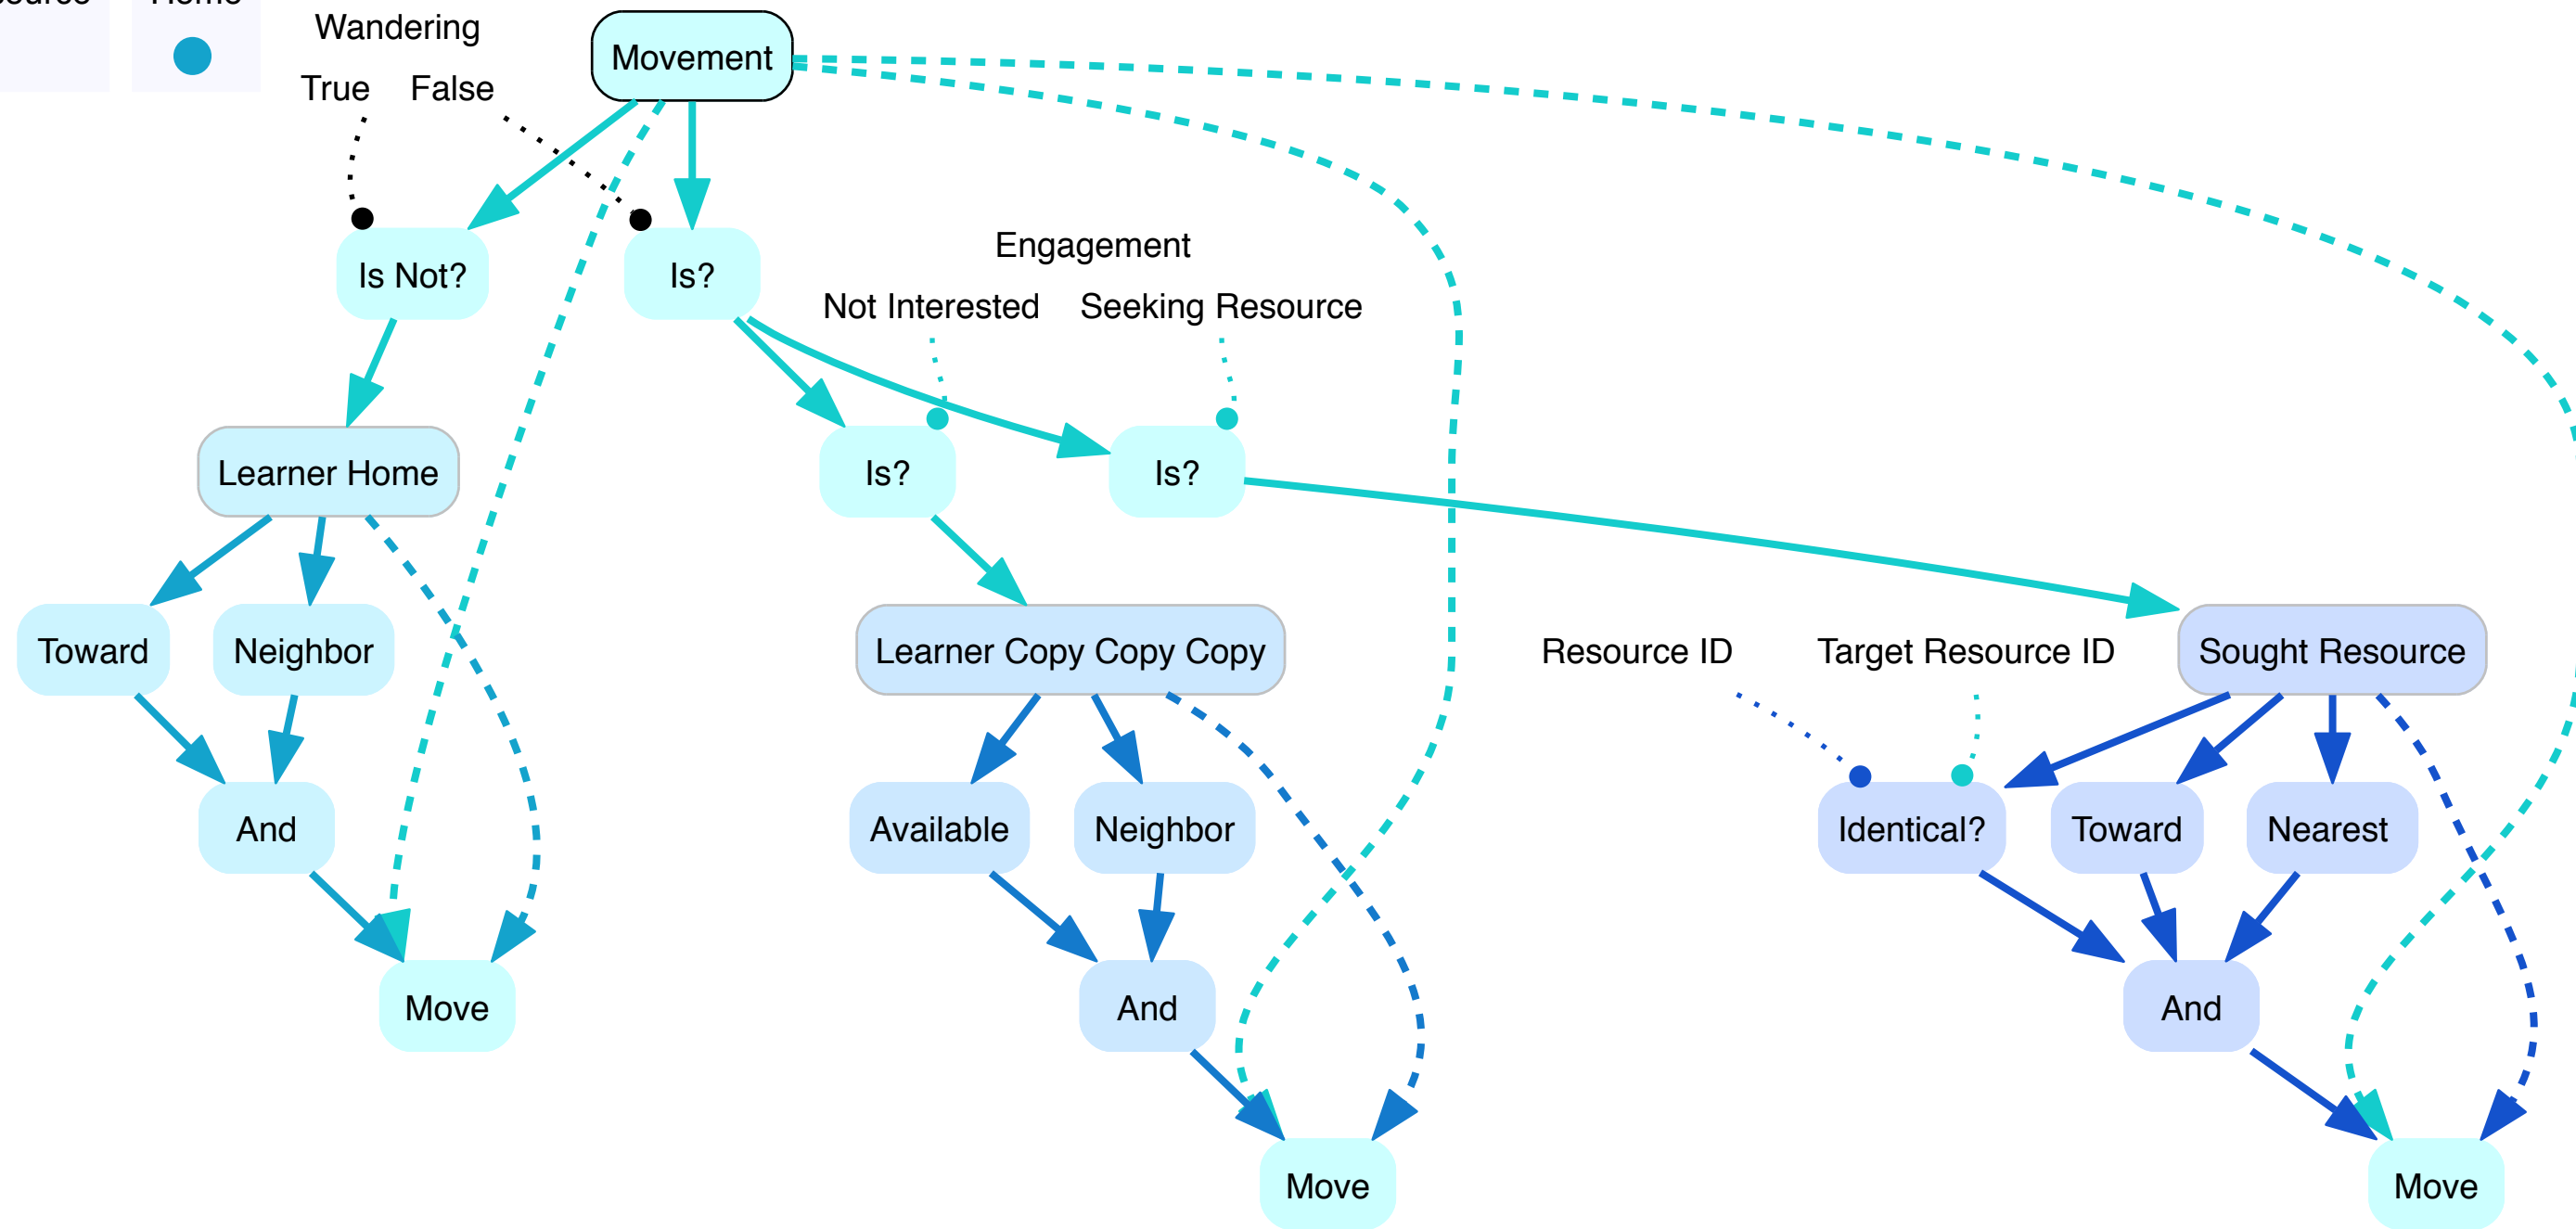 Home
Wandering
Movement
True False
Is Not?
Is?
Engagement
Not Interested Seeking Resource
Learner Home
Is?
Is?
Toward
Neighbor
Learner Copy Copy Copy
Resource ID
Target Resource ID
Sought Resource
And
Available
Neighbor
Identical?
Toward
Nearest
Move
And
And
Move
Move